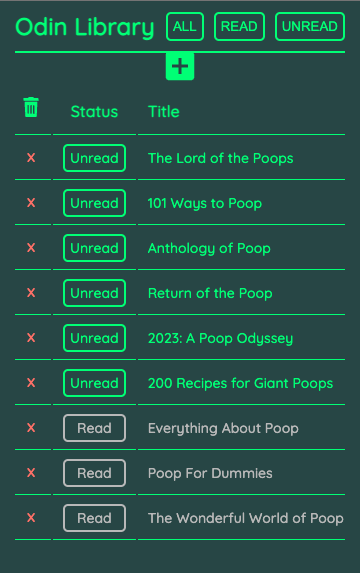 Odin Library ALL READ UNREAD
+
Status Title
x Unread The Lord of the Poops
x Unread 101 Ways to Poop
x Unread Anthology of Poop
x Unread Return of the Poop
x Unread 2023: A Poop Odyssey
x Unread 200 Recipes for Giant Poops
x Read Everything About Poop
x Read Poop For Dummies
x Read The Wonderful World of Poop